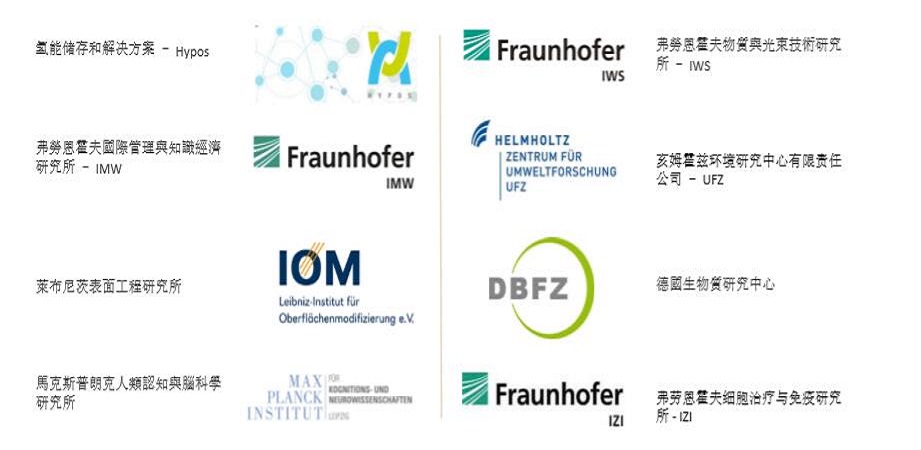 氢能储存和解决方案 – Hypos
HYPOS
弗勞恩霍夫國際管理與知識經濟
研究所 – IMW
Fraunhofer
IMW
萊布尼茨表面工程研究所
IOM
Leibniz-Institut für
Oberflächenmodifizierung e.V.
馬克斯普朗克人類認知與腦科學
研究所
MAX
PLANCK
INSTITUT
FÜR
KOGNITIONS- UND
NEUROWISSENSCHAFTEN
LEIPZIG
Fraunhofer
IWS
弗勞恩霍夫物質與光束技術研究
所 – IWS
HELMHOLTZ
ZENTRUM FÜR
UMWELTFORSCHUNG
UFZ
亥姆霍兹环境研究中心有限责任
公司 – UFZ
DBFZ
德國生物質研究中心
Fraunhofer
IZI
弗劳恩霍夫细胞治疗与免疫研究
所 - IZI